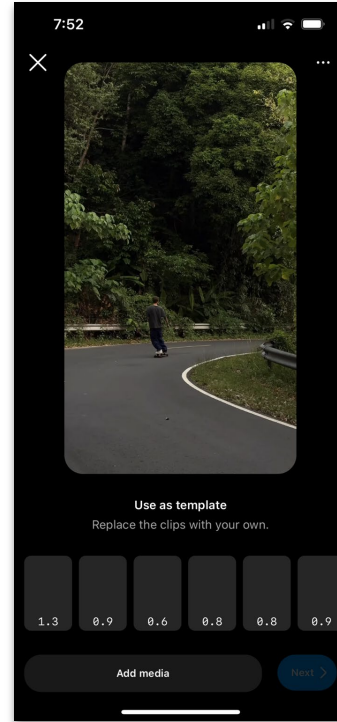 7:52
Use as template
Replace the clips with your own.
1.3 0.9 0.6 0.8 0.8 0.9
Add media
Next